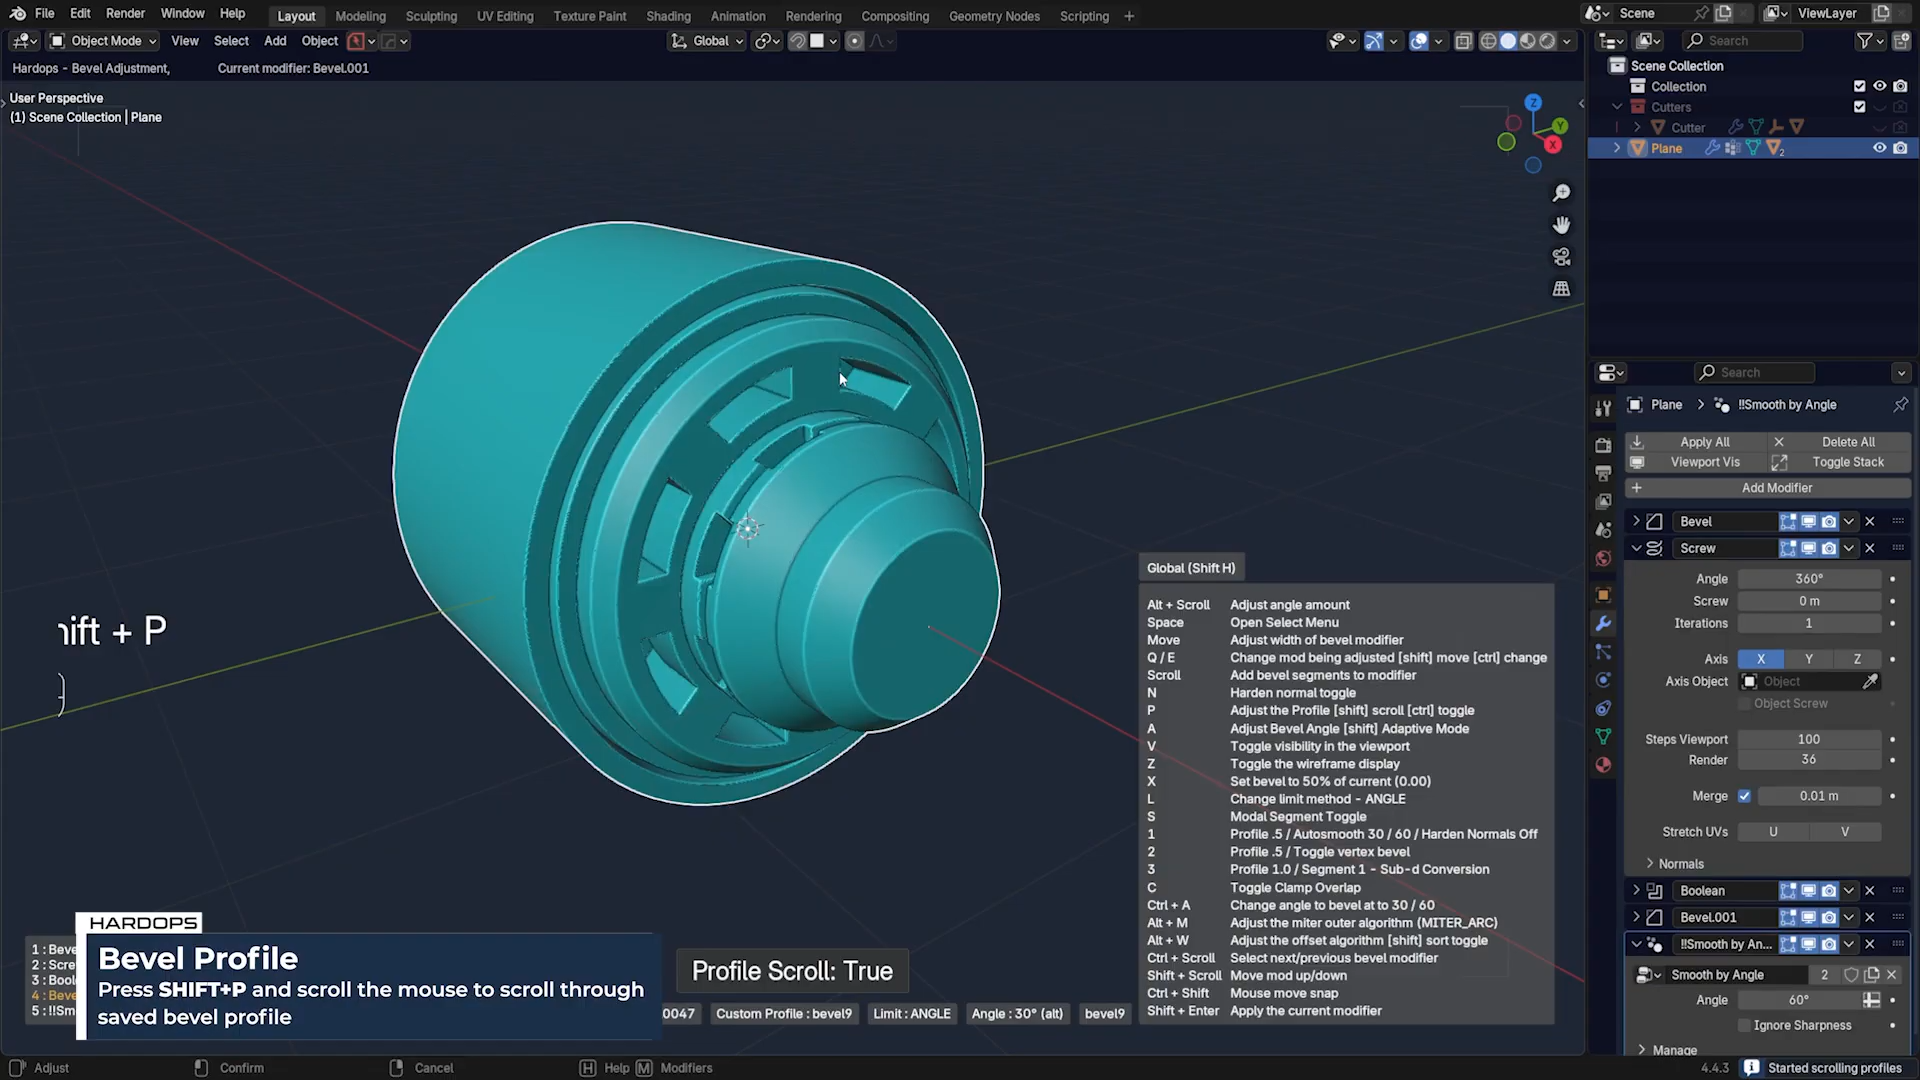 File Edit Render Window Help Layout Modeling Sculpting UV Editing Texture Paint Shading Animation Rendering Compositing Geometry Nodes Scripting + Scene ViewLayer
Object Mode View Select Add Object Global Search
Hardops - Bevel Adjustment, Current modifier: Bevel.001
User Perspective
(1) Scene Collection | Plane
Z
Y
X
Scene Collection
Collection
Cutters
Cutter
Plane 2
Search
Plane > !!Smooth by Angle
Apply All Delete All
Viewport Vis Toggle Stack
Add Modifier
Bevel
Screw
Angle 360°
Screw 0 m
Iterations 1
Axis X Y Z
Axis Object Object
Object Screw
Steps Viewport 100
Render 36
Merge 0.01 m
Stretch UVs U V
Normals
Boolean
Bevel.001
!!Smooth by An...
Smooth by Angle 2
Angle 60°
Ignore Sharpness
Manage
Global (Shift H)
Alt + Scroll Adjust angle amount
Space Open Select Menu
Move Adjust width of bevel modifier
Q / E Change mod being adjusted [shift] move [ctrl] change
Scroll Add bevel segments to modifier
N Harden normal toggle
P Adjust the Profile [shift] scroll [ctrl] toggle
A Adjust Bevel Angle [shift] Adaptive Mode
V Toggle visibility in the viewport
Z Toggle the wireframe display
X Set bevel to 50% of current (0.00)
L Change limit method - ANGLE
S Modal Segment Toggle
1 Profile .5 / Autosmooth 30 / 60 / Harden Normals Off
2 Profile .5 / Toggle vertex bevel
3 Profile 1.0 / Segment 1 - Sub-d Conversion
C Toggle Clamp Overlap
Ctrl + A Change angle to bevel at to 30 / 60
Alt + M Adjust the miter outer algorithm (MITER_ARC)
Alt + W Adjust the offset algorithm [shift] sort toggle
Ctrl + Scroll Select next/previous bevel modifier
Shift + Scroll Move mod up/down
Ctrl + Shift Mouse move snap
Shift + Enter Apply the current modifier
ift + P
HARDOPS
Bevel Profile
Press SHIFT+P and scroll the mouse to scroll through
saved bevel profile
1 : Beve
2 : Scre
3 : Boo
4 : Beve
5 : !!Sm
Profile Scroll: True
0047 Custom Profile : bevel9 Limit : ANGLE Angle : 30° (alt) bevel9
Adjust Confirm Cancel H Help M Modifiers 4.4.3 Started scrolling profiles